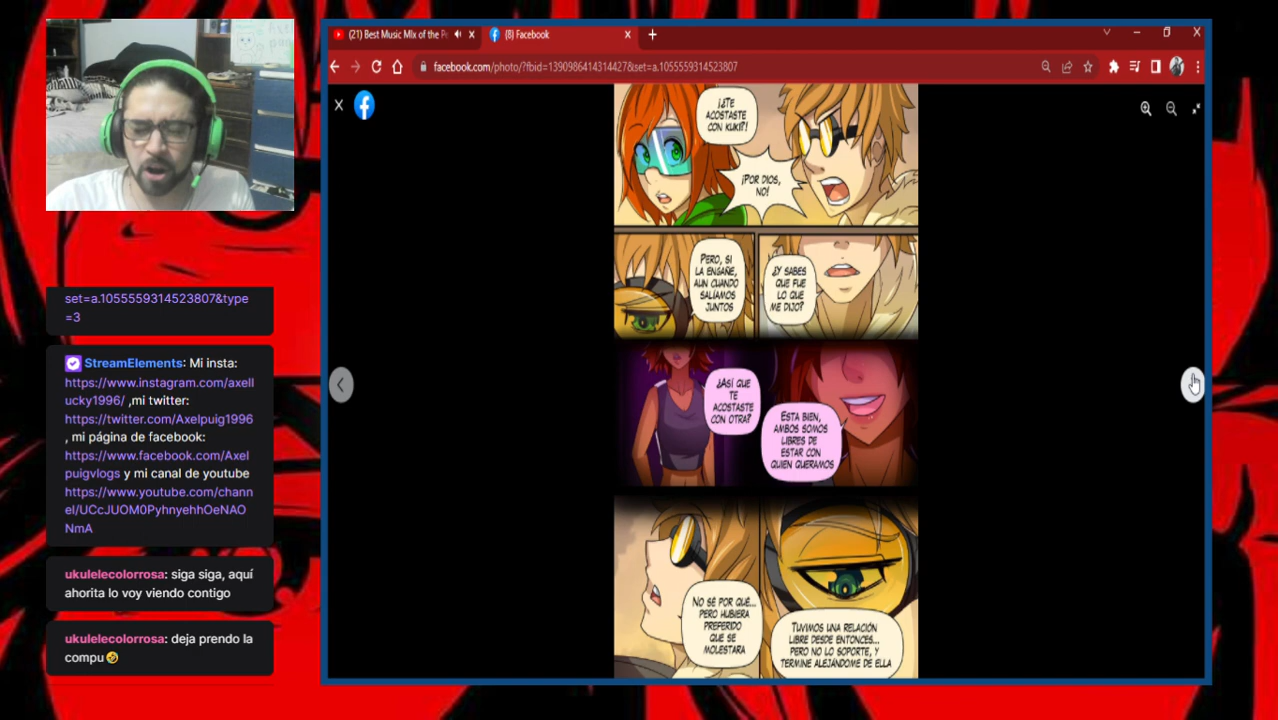 (21) Best Music MIx of the P
(8) Facebook
facebook.com/photo/?fbid=1390986414314427&set=a.1055559314523807
set=a.1055559314523807&type
=3
StreamElements: Mi insta:
https://www.instagram.com/axell
ucky1996/ ,mi twitter:
https://twitter.com/Axelpuig1996
, mi página de facebook:
https://www.facebook.com/Axel
puigvlogs y mi canal de youtube
https://www.youtube.com/chann
el/UCcJUOM0PyhnyehhOeNAO
NmA
ukulelecolorrosa: siga siga, aquí
ahorita lo voy viendo contigo
ukulelecolorrosa: deja prendo la
compu
¡¿TE
ACOSTASTE
CON KUKI?!
¡POR DIOS,
NO!
PERO, SI
LA ENGAÑE,
AUN CUANDO
SALÍAMOS
JUNTOS
¿Y SABES
QUE FUE
LO QUE
ME DIJO?
¿ASÍ QUE
TE
ACOSTASTE
CON OTRA?
ESTA BIEN,
AMBOS SOMOS
LIBRES DE
ESTAR CON
QUIEN QUERAMOS
NO SÉ POR QUÉ...
PERO HUBIERA
PREFERIDO
QUE SE
MOLESTARA
TUVIMOS UNA RELACIÓN
LIBRE DESDE ENTONCES...
PERO NO LO SOPORTE, Y
TERMINE ALEJÁNDOME DE ELLA